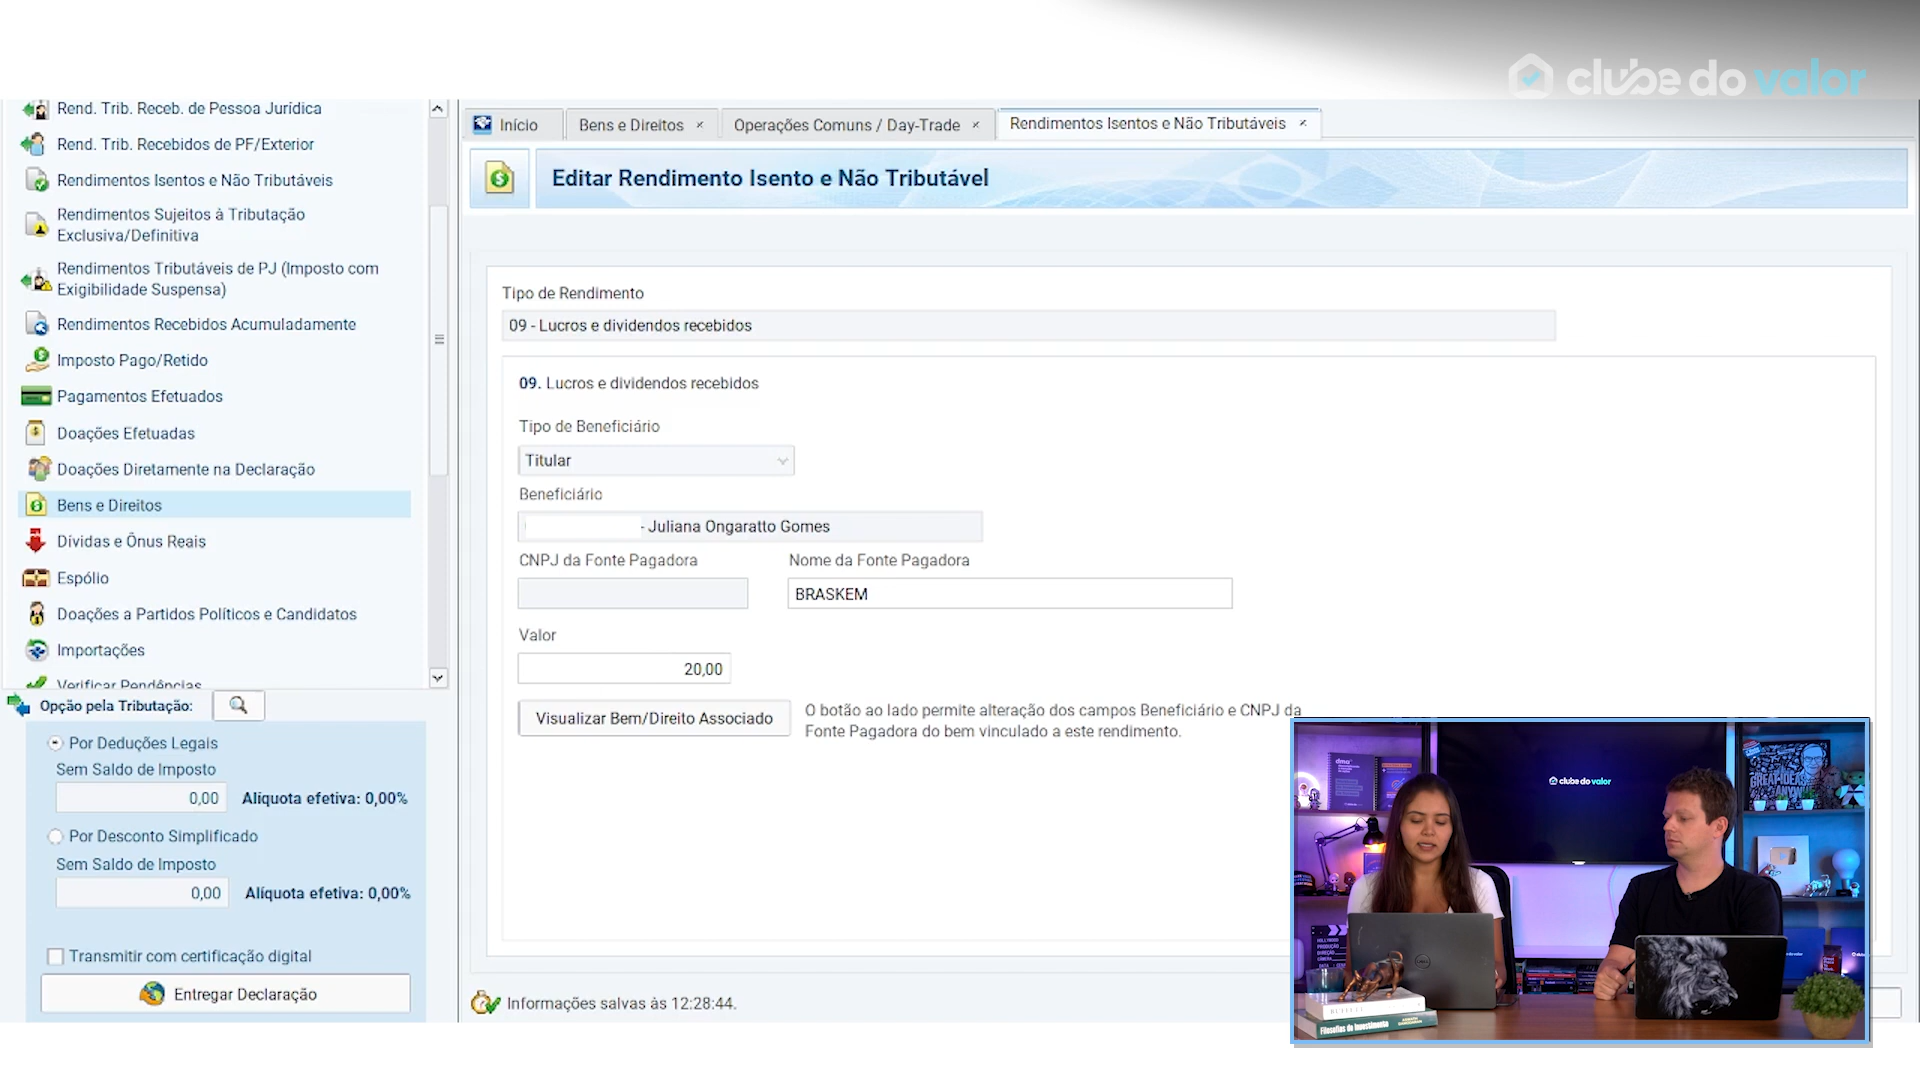 clube do valor
Rend. Trib. Receb. de Pessoa Jurídica
Rend. Trib. Recebidos de PF/Exterior
Rendimentos Isentos e Não Tributáveis
Rendimentos Sujeitos à Tributação
Exclusiva/Definitiva
Rendimentos Tributáveis de PJ (Imposto com
Exigibilidade Suspensa)
Rendimentos Recebidos Acumuladamente
Imposto Pago/Retido
Pagamentos Efetuados
Doações Efetuadas
Doações Diretamente na Declaração
Bens e Direitos
Dívidas e Ônus Reais
Espólio
Doações a Partidos Políticos e Candidatos
Importações
Verificar Pendências
Opção pela Tributação:
Por Deduções Legais
Sem Saldo de Imposto
0,00 Alíquota efetiva: 0,00%
Por Desconto Simplificado
Sem Saldo de Imposto
0,00 Alíquota efetiva: 0,00%
Transmitir com certificação digital
Entregar Declaração
Início Bens e Direitos × Operações Comuns / Day-Trade × Rendimentos Isentos e Não Tributáveis ×
Editar Rendimento Isento e Não Tributável
Tipo de Rendimento
09 - Lucros e dividendos recebidos
09. Lucros e dividendos recebidos
Tipo de Beneficiário
Titular
Beneficiário
- Juliana Ongaratto Gomes
CNPJ da Fonte Pagadora Nome da Fonte Pagadora
BRASKEM
Valor
20,00
Visualizar Bem/Direito Associado
O botão ao lado permite alteração dos campos Beneficiário e CNPJ da
Fonte Pagadora do bem vinculado a este rendimento.
Informações salvas às 12:28:44.
clube do valor
dma
GREAT IDEAS
DELL
Filosofias de Investimento